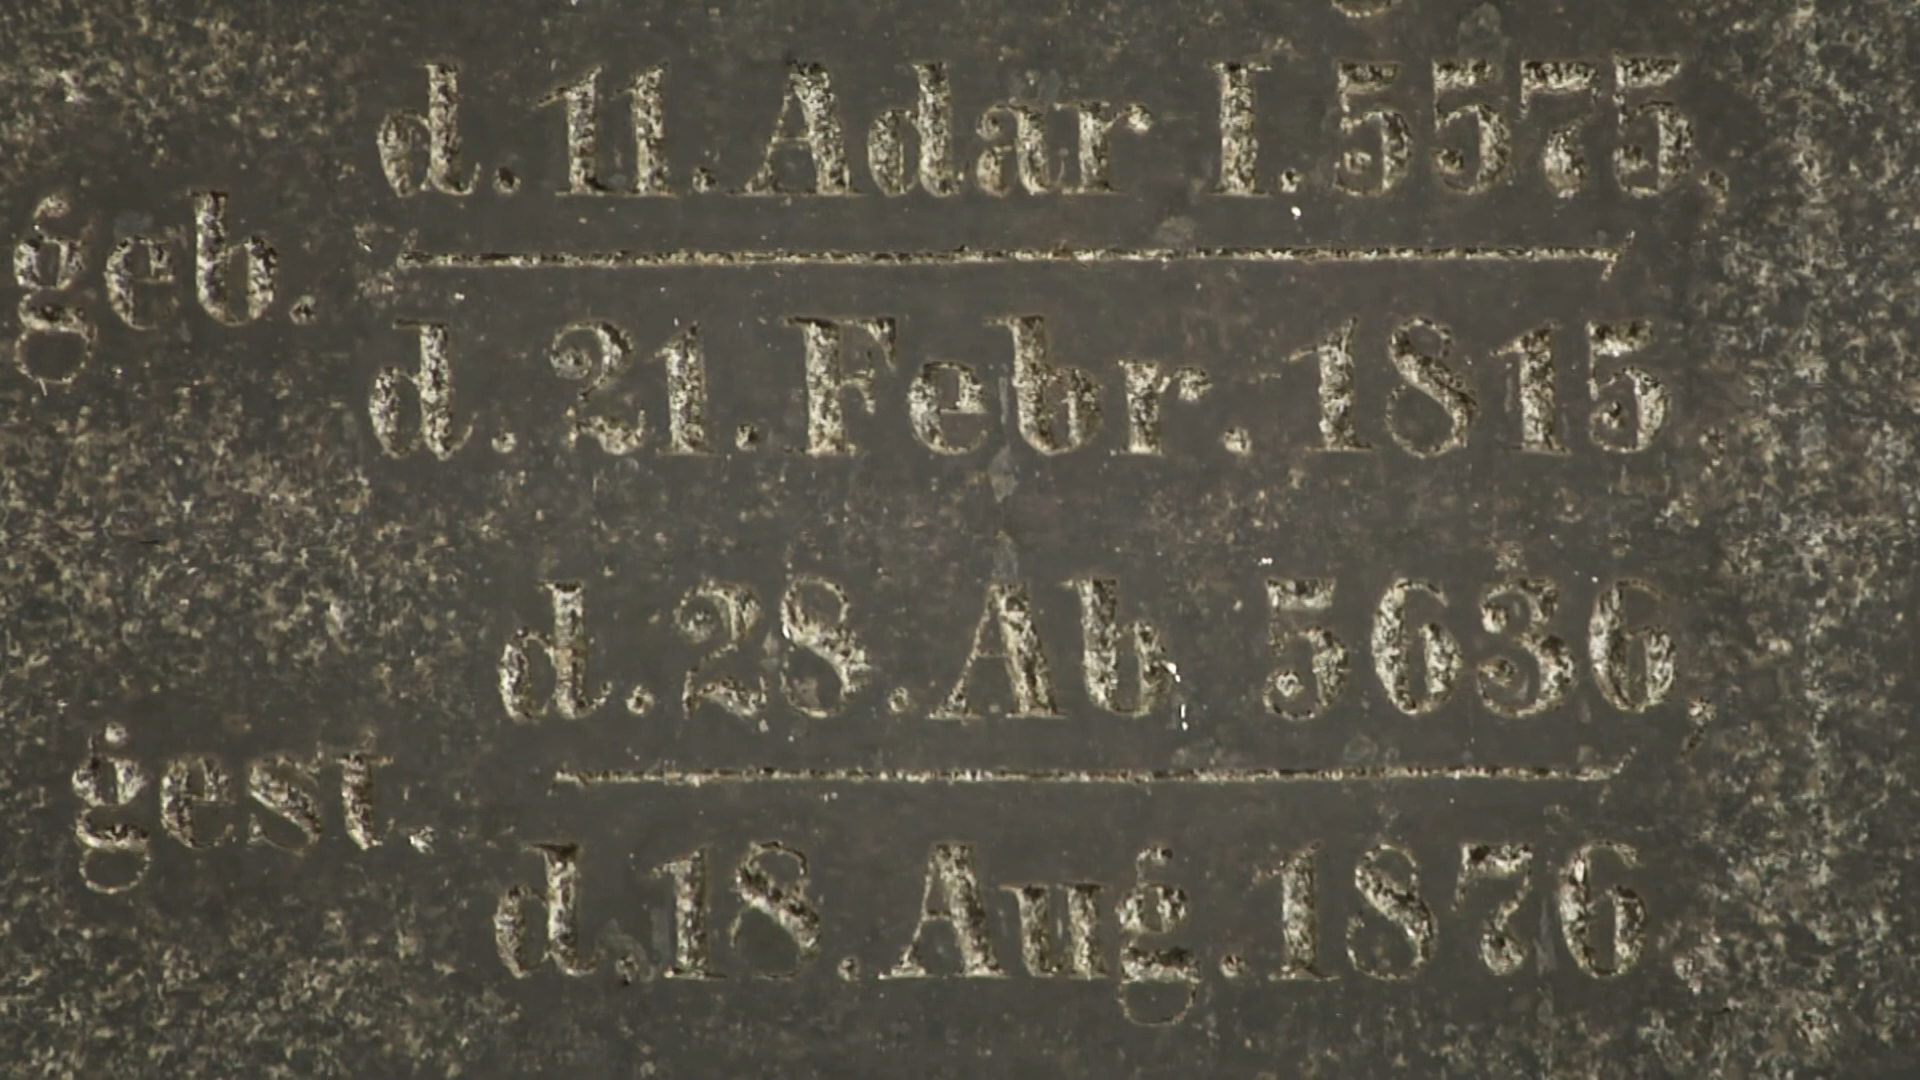 d. 11. Adar I. 5575,
geb.
d. 21. Febr. 1815
d. 28. Ab 5636,
gest.
d. 18. Aug. 1876.